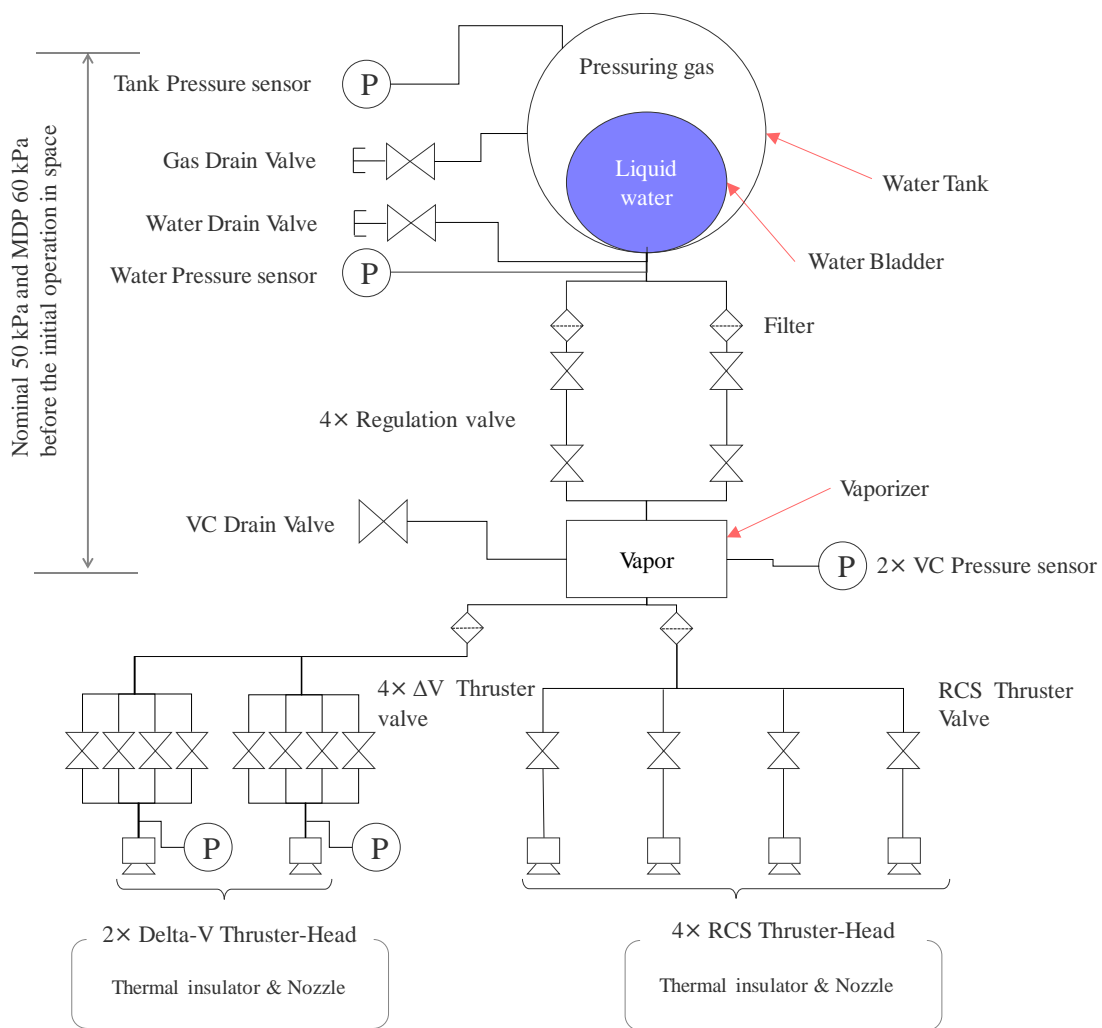 Pressuring gas
Tank Pressure sensor
P
Gas Drain Valve
Liquid
water
Water Tank
Water Drain Valve
Water Pressure sensor
P
Water Bladder
Nominal 50 kPa and MDP 60 kPa
before the initial operation in space
Filter
4× Regulation valve
Vaporizer
VC Drain Valve
Vapor
P
2× VC Pressure sensor
4× ΔV Thruster
valve
RCS Thruster
Valve
P
P
2× Delta-V Thruster-Head
4× RCS Thruster-Head
Thermal insulator & Nozzle
Thermal insulator & Nozzle